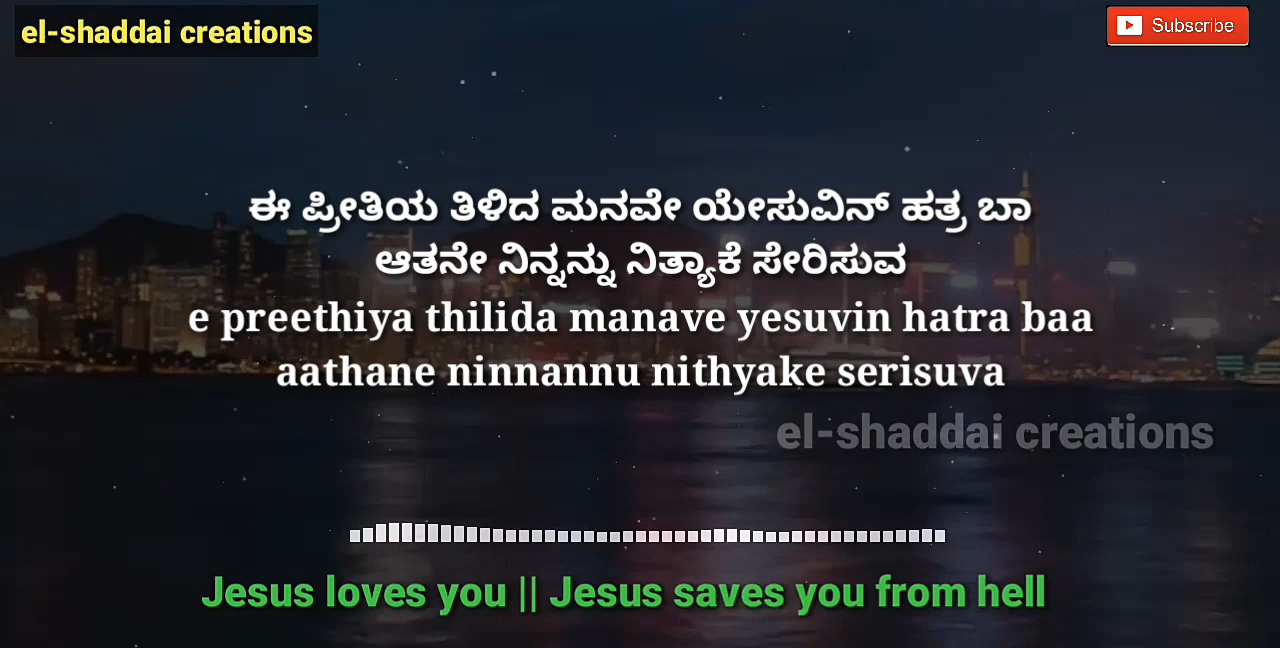 el-shaddai creations
Subscribe
ಈ ಪ್ರೀತಿಯ ತಿಳಿದ ಮನವೇ ಯೇಸುವಿನ್ ಹತ್ರ ಬಾ
ಆತನೇ ನಿನ್ನನ್ನು ನಿತ್ಯಾಕೆ ಸೇರಿಸುವ
e preethiya thilida manave yesuvin hatra baa
aathane ninnannu nithyake serisuva
el-shaddai creations
Jesus loves you || Jesus saves you from hell